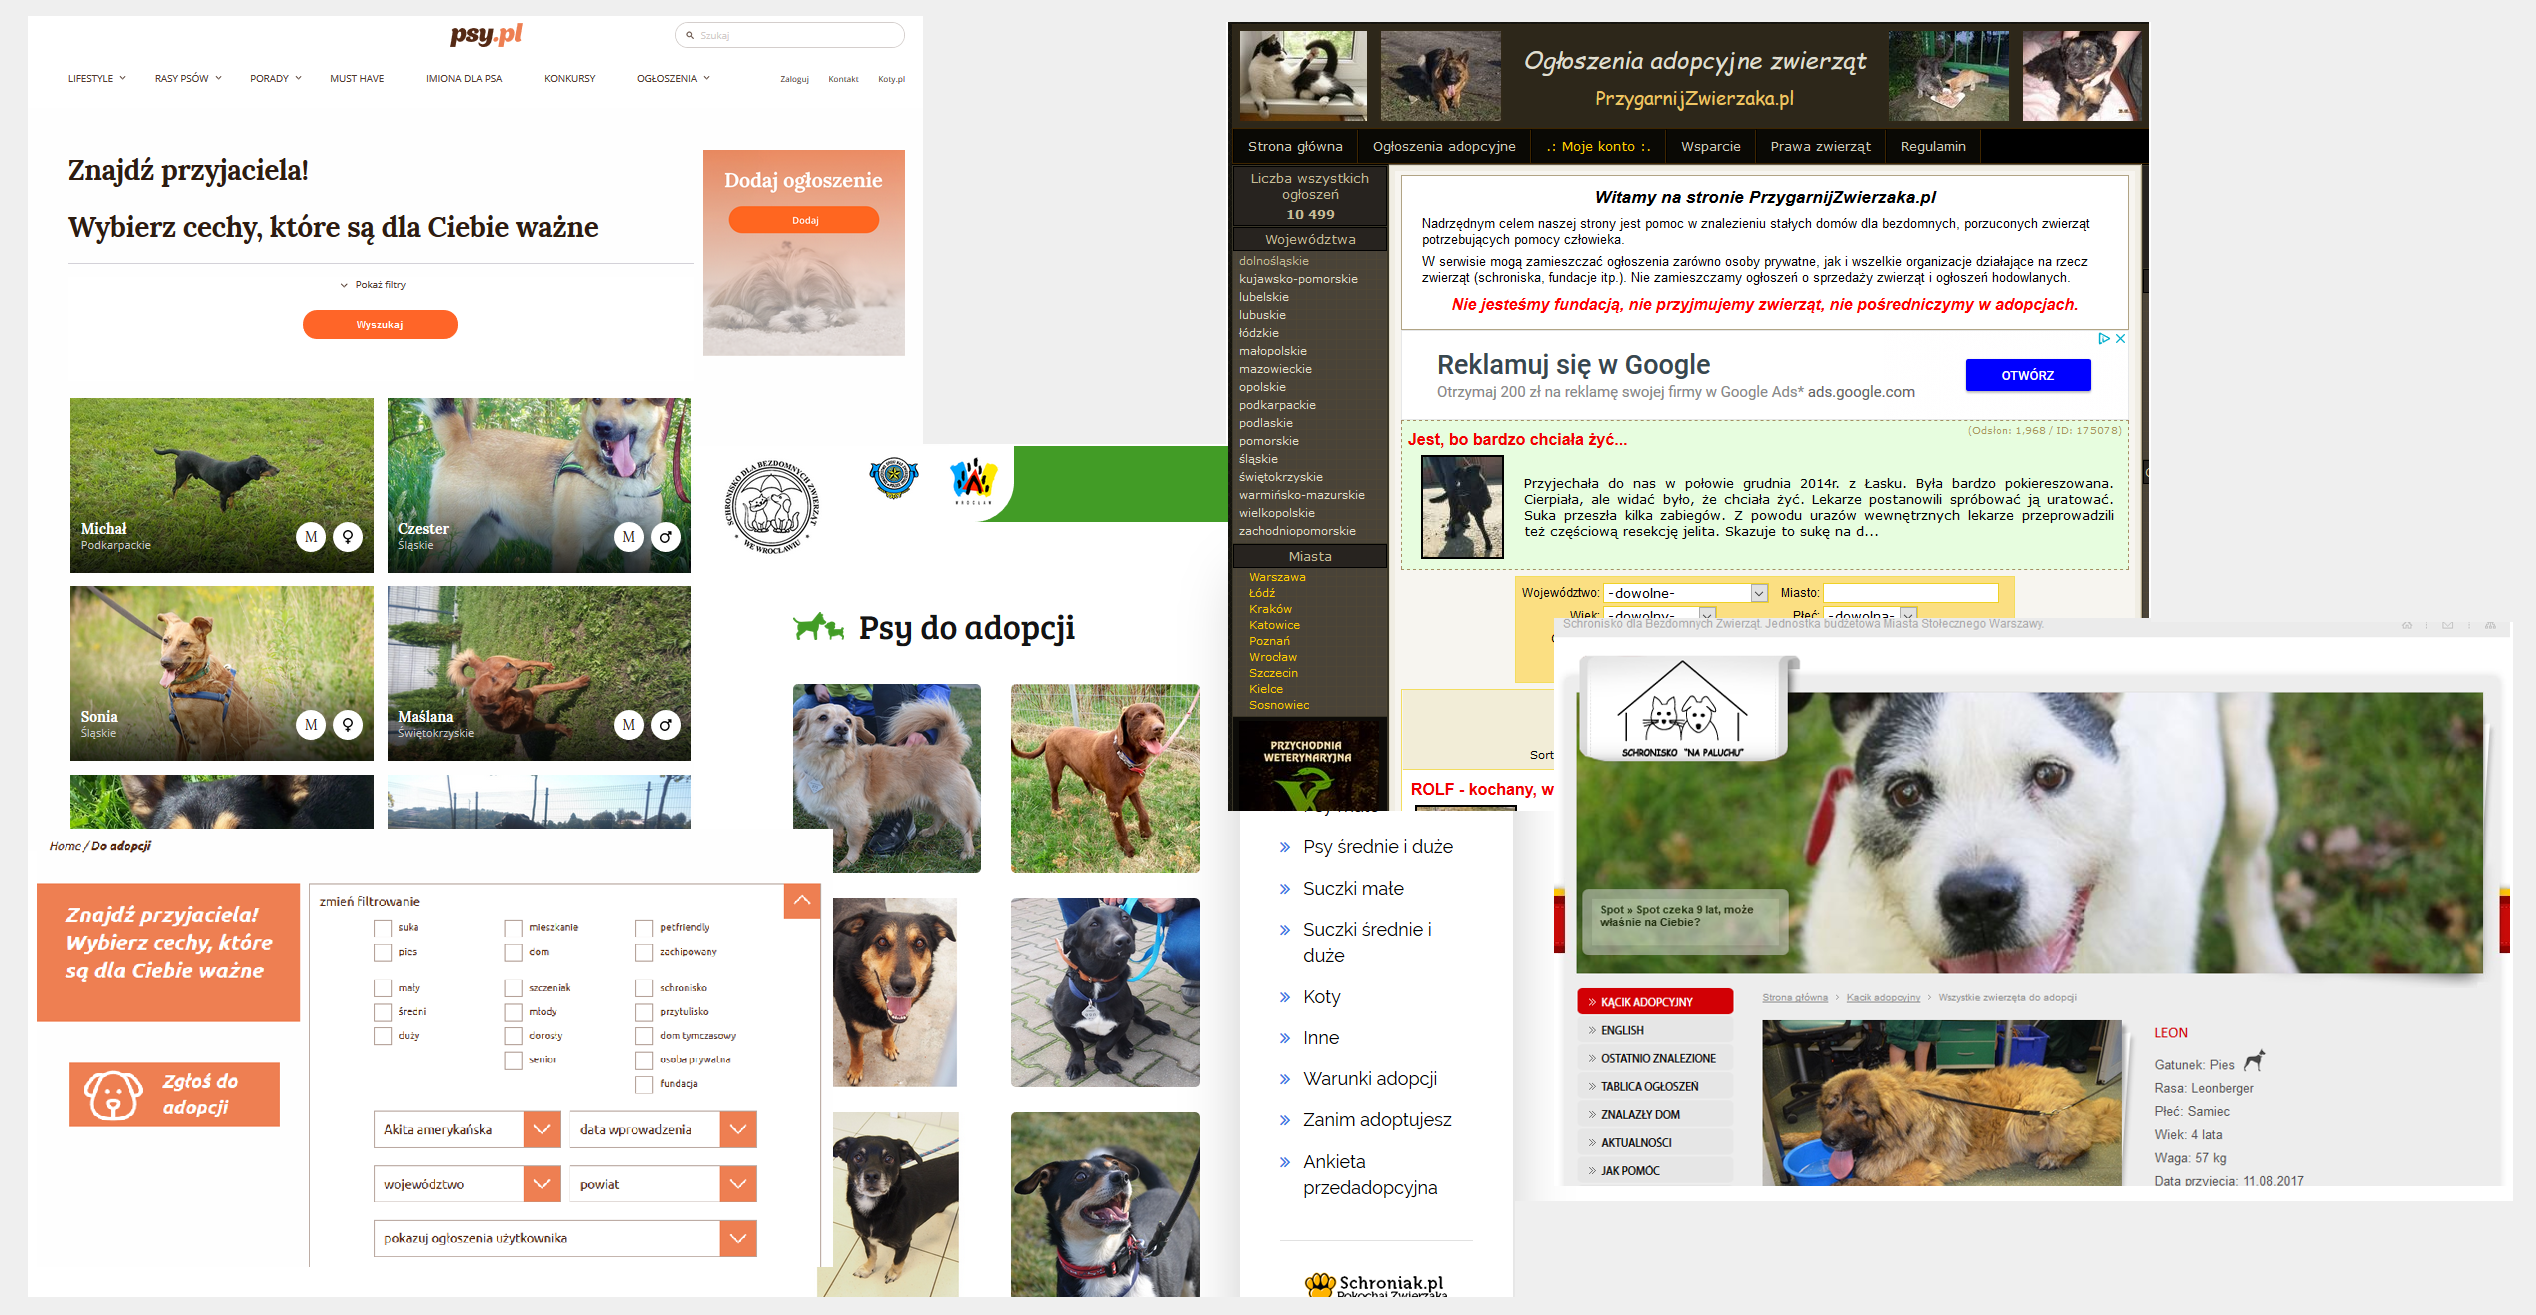 psy.pl
Szukaj
LIFESTYLE
RASY PSÓW
PORADY
MUST HAVE
IMIONA DLA PSA
KONKURSY
OGŁOSZENIA
Zaloguj
Kontakt
Koty.pl
Znajdź przyjaciela!
Wybierz cechy, które są dla Ciebie ważne
Pokaż filtry
Wyszukaj
Dodaj ogłoszenie
Dodaj
Michał
Podkarpackie
M
Czester
Śląskie
M
Sonia
Śląskie
M
Maślana
Świętokrzyskie
M
Home / Do adopcji
Znajdź przyjaciela!
Wybierz cechy, które
są dla Ciebie ważne
Zgłoś do
adopcji
zmień filtrowanie
suka
mieszkanie
petfriendly
pies
dom
zachipowany
mały
szczeniak
schronisko
średni
młody
przytulisko
duży
dorosły
dom tymczasowy
senior
osoba prywatna
fundacja
Akita amerykańska
data wprowadzenia
województwo
powiat
pokazuj ogłoszenia użytkownika
SCHRONISKO DLA BEZDOMNYCH ZWIERZĄT
WE WROCŁAWIU
WROCŁAW
Psy do adopcji
Psy średnie i duże
Suczki małe
Suczki średnie i
duże
Koty
Inne
Warunki adopcji
Zanim adoptujesz
Ankieta
przedadopcyjna
Schroniak.pl
Pokochaj Zwierzaka
Ogłoszenia adopcyjne zwierząt
PrzygarnijZwierzaka.pl
Strona główna
Ogłoszenia adopcyjne
.: Moje konto :.
Wsparcie
Prawa zwierząt
Regulamin
Liczba wszystkich
ogłoszeń
10 499
Województwa
dolnośląskie
kujawsko-pomorskie
lubelskie
lubuskie
łódzkie
małopolskie
mazowieckie
opolskie
podkarpackie
podlaskie
pomorskie
śląskie
świętokrzyskie
warmińsko-mazurskie
wielkopolskie
zachodniopomorskie
Miasta
Warszawa
Łódź
Kraków
Katowice
Poznań
Wrocław
Szczecin
Kielce
Sosnowiec
PRZYCHODNIA
WETERYNARYJNA
Witamy na stronie PrzygarnijZwierzaka.pl
Nadrzędnym celem naszej strony jest pomoc w znalezieniu stałych domów dla bezdomnych, porzuconych zwierząt
potrzebujących pomocy człowieka.
W serwisie mogą zamieszczać ogłoszenia zarówno osoby prywatne, jak i wszelkie organizacje działające na rzecz
zwierząt (schroniska, fundacje itp.). Nie zamieszczamy ogłoszeń o sprzedaży zwierząt i ogłoszeń hodowlanych.
Nie jesteśmy fundacją, nie przyjmujemy zwierząt, nie pośredniczymy w adopcjach.
Reklamuj się w Google
Otrzymaj 200 zł na reklamę swojej firmy w Google Ads* ads.google.com
OTWÓRZ
(Odsłon: 1,968 / ID: 175078)
Jest, bo bardzo chciała żyć...
Przyjechała do nas w połowie grudnia 2014r. z Łasku. Była bardzo pokiereszowana.
Cierpiała, ale widać było, że chciała żyć. Lekarze postanowili spróbować ją uratować.
Suka przeszła kilka zabiegów. Z powodu urazów wewnętrznych lekarze przeprowadzili
też częściową resekcję jelita. Skazuje to sukę na d...
Województwo: -dowolne-
Miasto:
Wiek: -dowolny-
Płeć: -dowolna-
Sort
ROLF - kochany, w
Schronisko dla Bezdomnych Zwierząt. Jednostka budżetowa Miasta Stołecznego Warszawy.
SCHRONISKO "NA PALUCHU"
Spot » Spot czeka 9 lat, może
właśnie na Ciebie?
KĄCIK ADOPCYJNY
ENGLISH
OSTATNIO ZNALEZIONE
TABLICA OGŁOSZEŃ
ZNALAZŁY DOM
AKTUALNOŚCI
JAK POMÓC
Strona główna › Kącik adopcyjny › Wszystkie zwierzęta do adopcji
LEON
Gatunek: Pies
Rasa: Leonberger
Płeć: Samiec
Wiek: 4 lata
Waga: 57 kg
Data przyjęcia: 11.08.2017